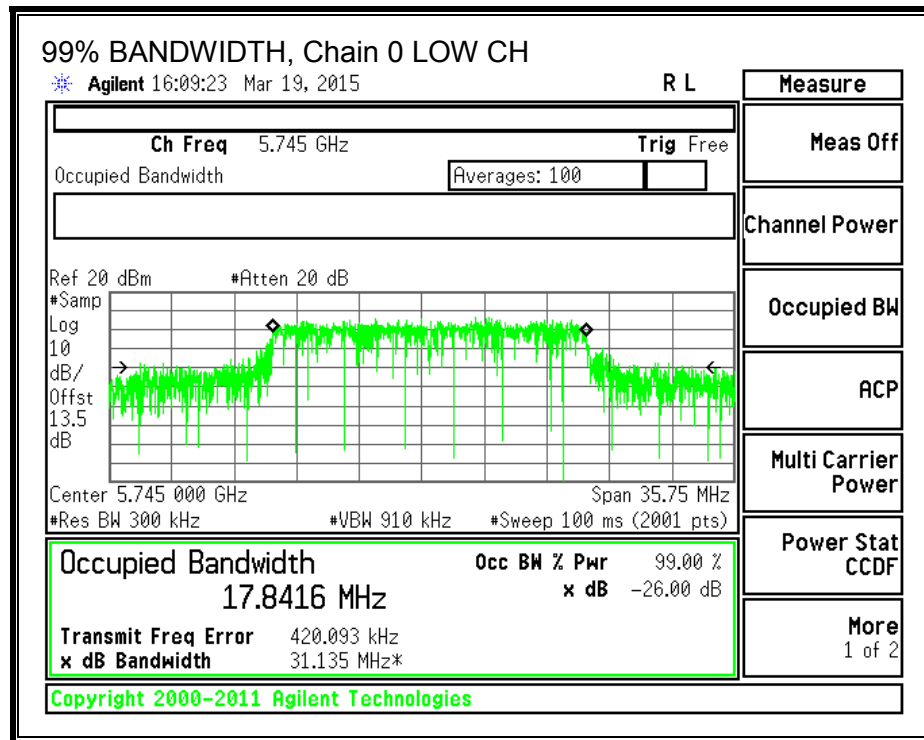 99% BANDWIDTH, Chain 0 LOW CH
Agilent 16:09:23 Mar 19, 2015 R L Measure
Ch Freq 5.745 GHz Trig Free
Meas Off
Occupied Bandwidth Averages: 100
Channel Power
Ref 20 dBm #Atten 20 dB
#Samp
Log
10
dB/
Offst
13.5
dB
Occupied BW
ACP
Multi Carrier
Power
Center 5.745 000 GHz Span 35.75 MHz
#Res BW 300 kHz #VBW 910 kHz #Sweep 100 ms (2001 pts)
Power Stat
CCDF
Occupied Bandwidth Occ BW % Pwr 99.00 %
17.8416 MHz x dB -26.00 dB
Transmit Freq Error 420.093 kHz
x dB Bandwidth 31.135 MHz*
More
1 of 2
Copyright 2000-2011 Agilent Technologies